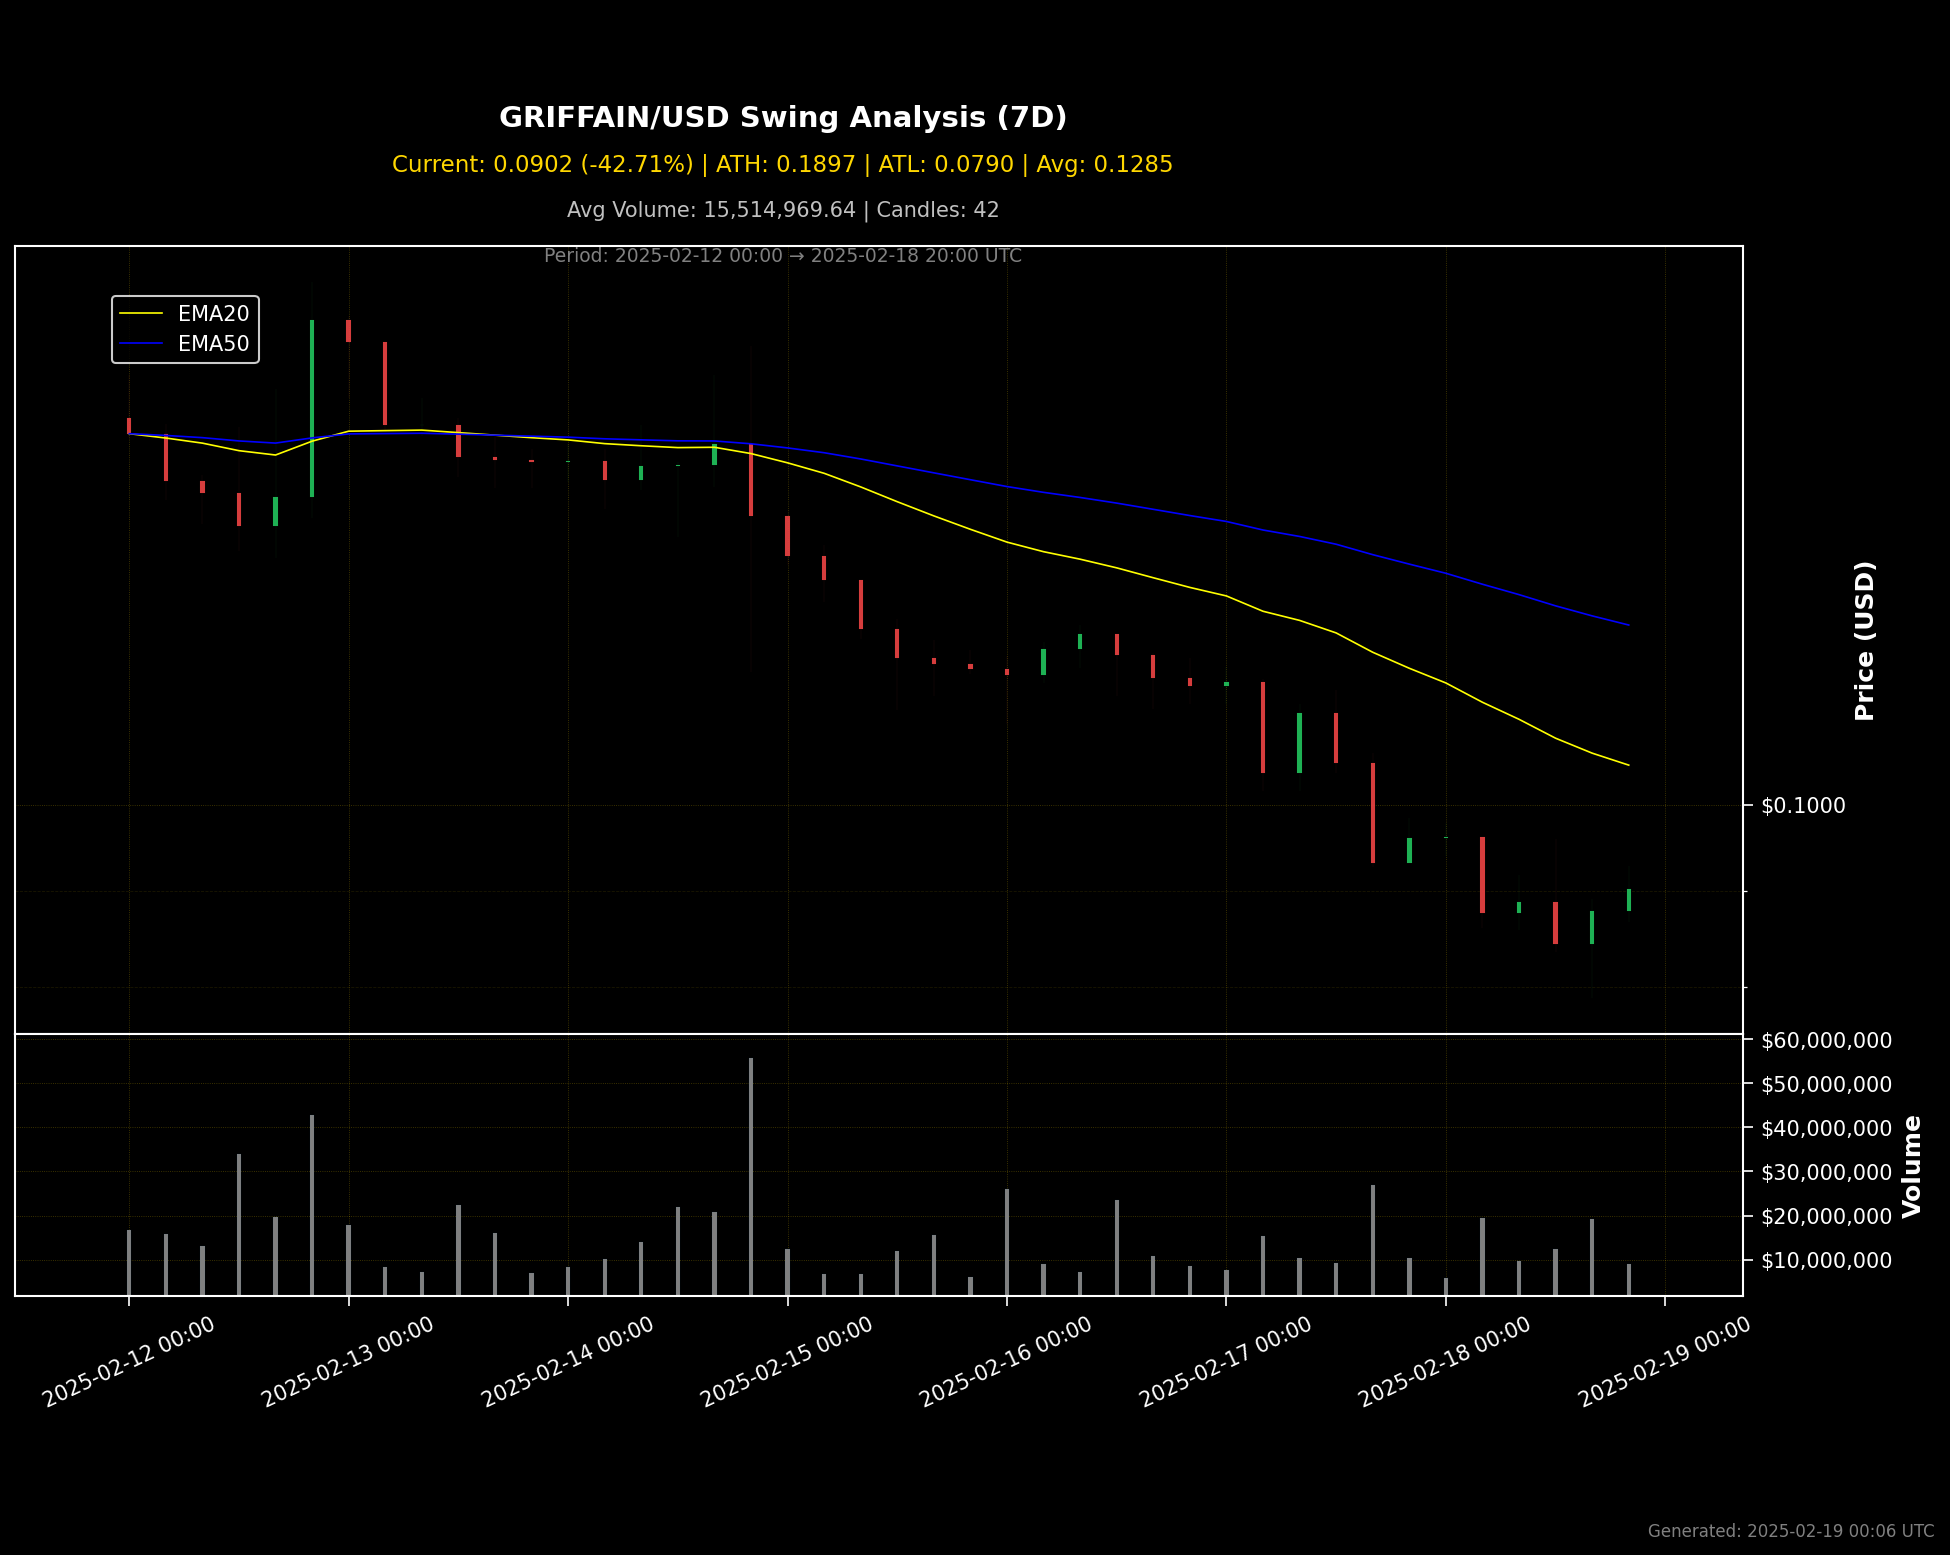 GRIFFAIN/USD Swing Analysis (7D)
Current: 0.0902 (-42.71%) | ATH: 0.1897 | ATL: 0.0790 | Avg: 0.1285
Avg Volume: 15,514,969.64 | Candles: 42
Period: 2025-02-12 00:00 → 2025-02-18 20:00 UTC
EMA20
EMA50
Price (USD)
$0.1000
$60,000,000
$50,000,000
$40,000,000
$30,000,000
$20,000,000
$10,000,000
Volume
2025-02-12 00:00
2025-02-13 00:00
2025-02-14 00:00
2025-02-15 00:00
2025-02-16 00:00
2025-02-17 00:00
2025-02-18 00:00
2025-02-19 00:00
Generated: 2025-02-19 00:06 UTC